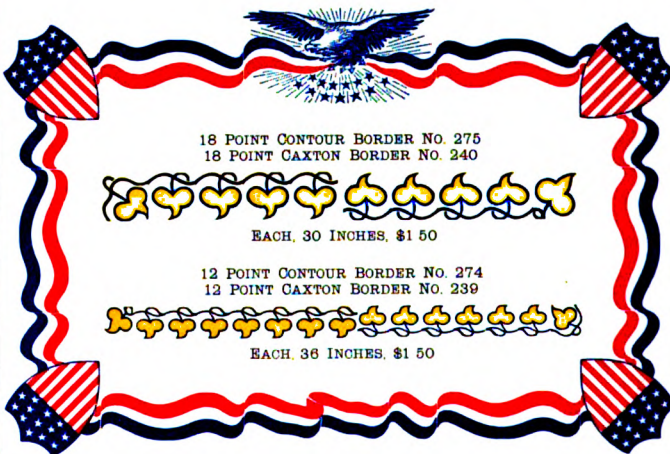 18 POINT CONTOUR BORDER NO. 275
18 POINT CAXTON BORDER NO. 240
EACH, 30 INCHES, $1 50
12 POINT CONTOUR BORDER NO. 274
12 POINT CAXTON BORDER NO. 239
EACH, 36 INCHES, $1 50